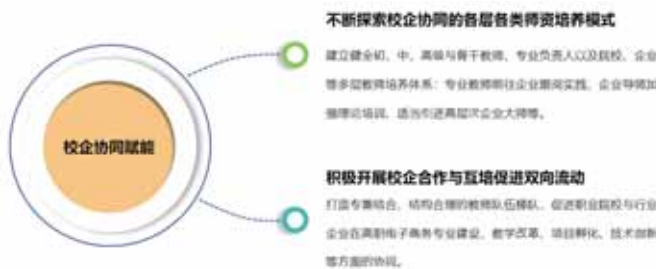 不断探索校企协同的各层各类师资培养模式
建立健全初、中、高级与骨干教师、专业负责人以及院校、企业
等多层教师培养体系：专业教师前往企业跟岗实践，企业导师加
强理论培训，适当引进高层次企业大师等。
校企协同赋能
积极开展校企合作与互培促进双向流动
打造专兼结合、结构合理的教师队伍梯队，促进职业院校与行业
企业在高职电子商务专业建设、教学改革、项目孵化、技术创新
等方面的协同。